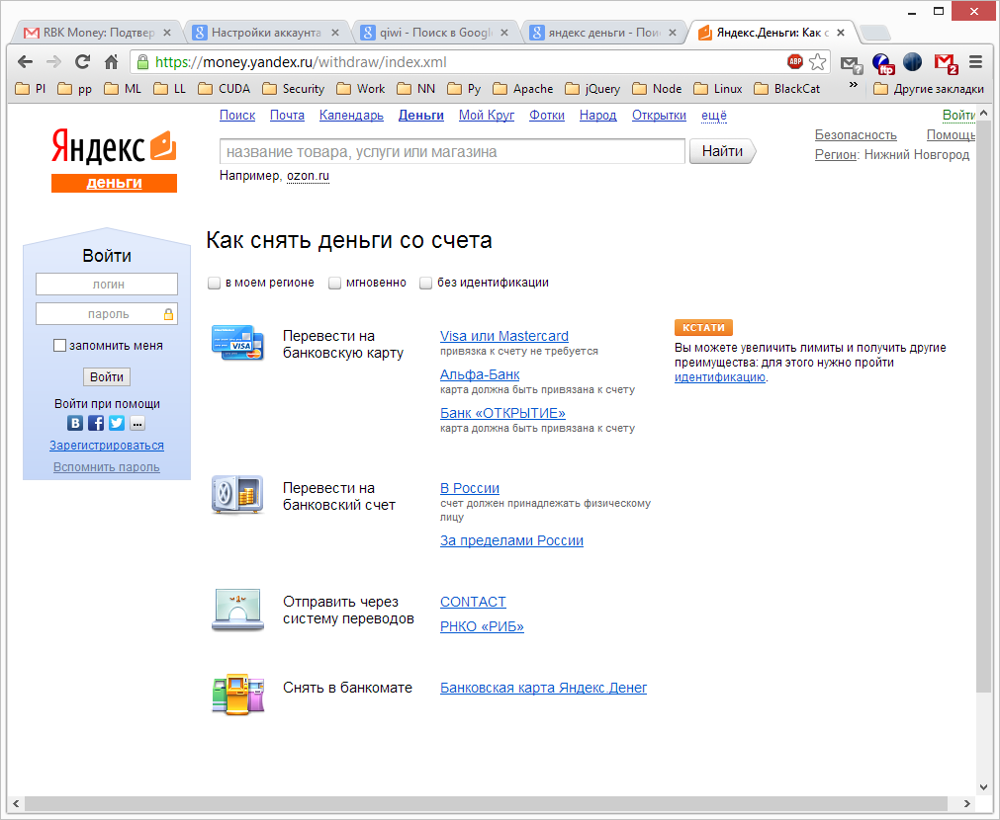 RBK Money: Подтвер
Настройки аккаунта
qiwi - Поиск в Googl
яндекс деньги - Пои
Яндекс.Деньги: Как с
https://money.yandex.ru/withdraw/index.xml
ABP
?
np
2
PI
pp
ML
LL
CUDA
Security
Work
NN
Py
Apache
jQuery
Node
Linux
BlackCat
»
Другие закладки
Поиск
Почта
Календарь
Деньги
Мой Круг
Фотки
Народ
Открытки
ещё
Войти
Яндекс
деньги
название товара, услуги или магазина
Найти
Например, ozon.ru
Безопасность
Помощь
Регион: Нижний Новгород
Войти
логин
пароль
запомнить меня
Войти
Войти при помощи
...
Зарегистрироваться
Вспомнить пароль
Как снять деньги со счета
в моем регионе
мгновенно
без идентификации
VISA
Перевести на
банковскую карту
Visa или Mastercard
привязка к счету не требуется
Альфа-Банк
карта должна быть привязана к счету
Банк «ОТКРЫТИЕ»
карта должна быть привязана к счету
КСТАТИ
Вы можете увеличить лимиты и получить другие
преимущества: для этого нужно пройти
идентификацию.
Перевести на
банковский счет
В России
счет должен принадлежать физическому
лицу
За пределами России
Отправить через
систему переводов
CONTACT
РНКО «РИБ»
Снять в банкомате
Банковская карта Яндекс.Денег